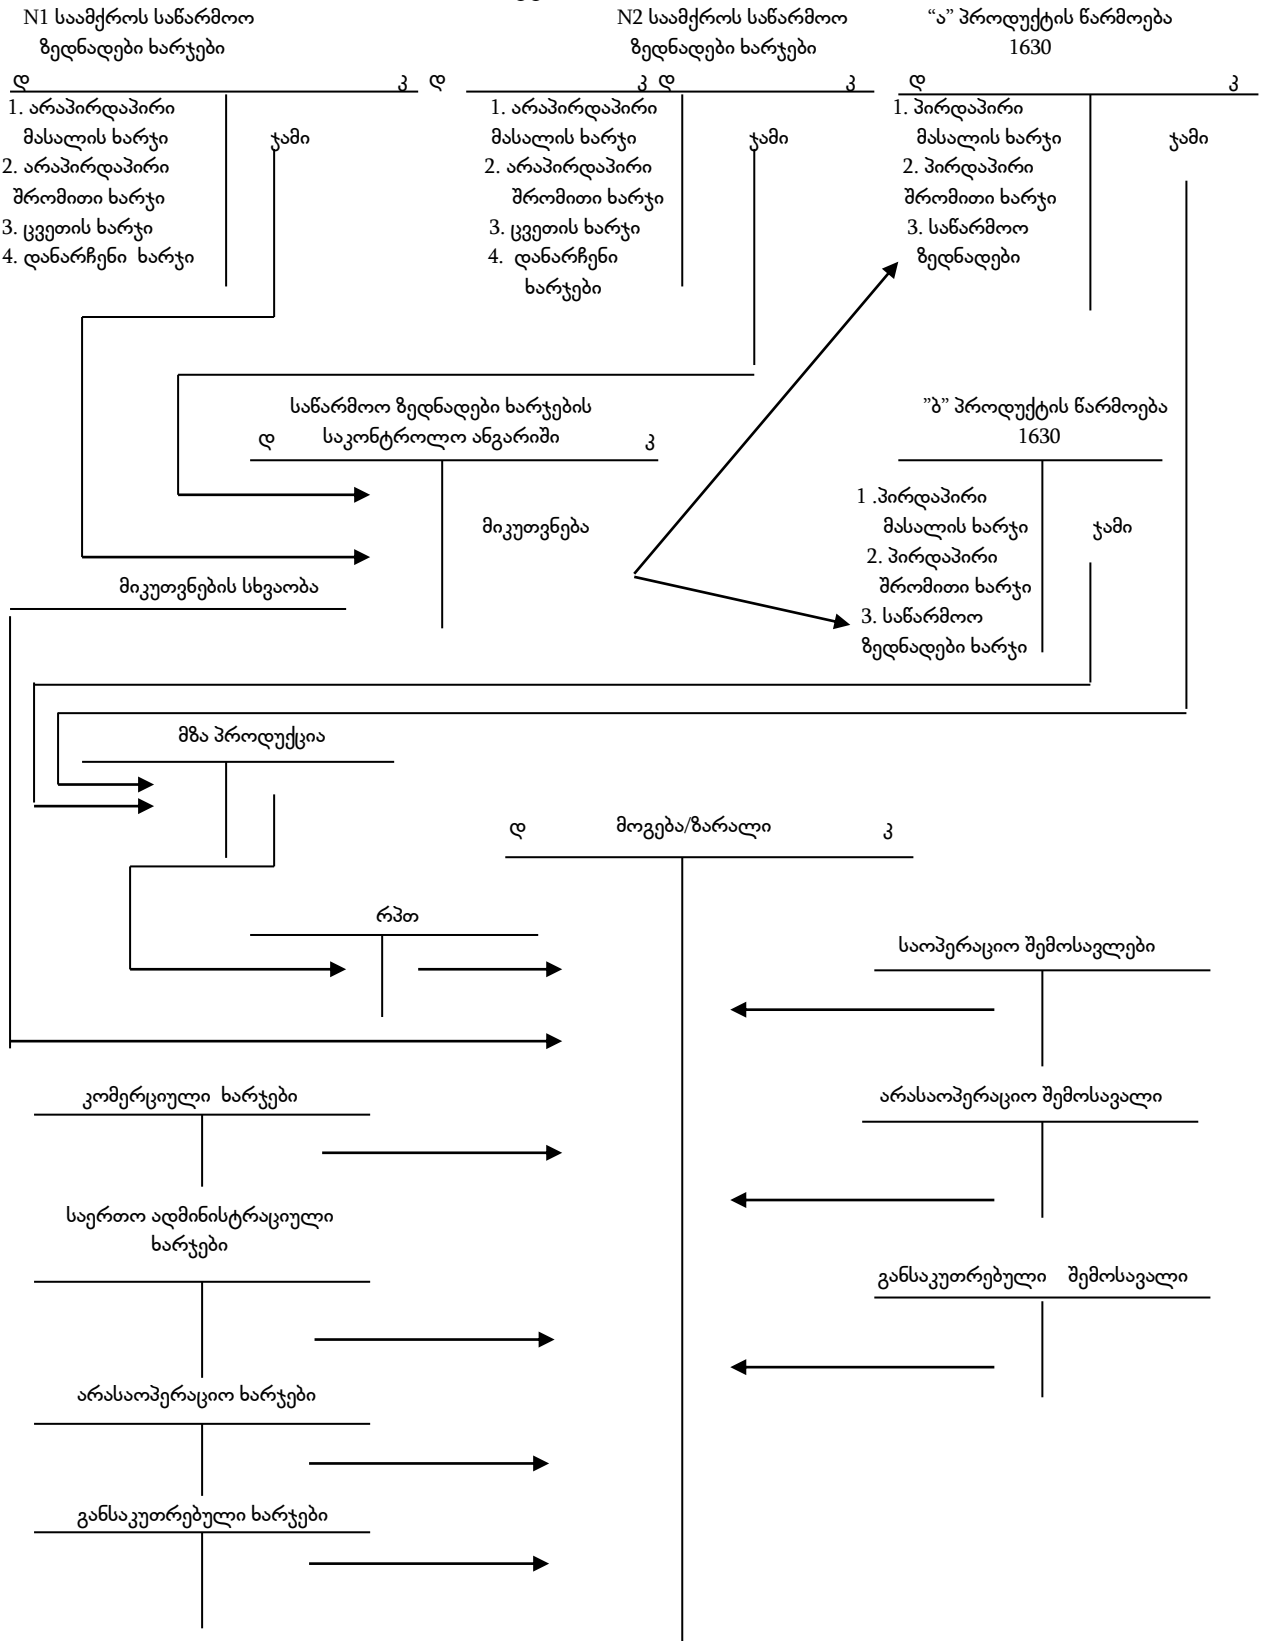 N1 საამქროს საწარმოო
ზედნადები ხარჯები
დ კ
1. არაპირდაპირი
მასალის ხარჯი
ჯამი
2. არაპირდაპირი
შრომითი ხარჯი
3. ცვეთის ხარჯი
4. დანარჩენი ხარჯი
N2 საამქროს საწარმოო
ზედნადები ხარჯები
დ კ დ კ
1. არაპირდაპირი
მასალის ხარჯი
ჯამი
2. არაპირდაპირი
შრომითი ხარჯი
3. ცვეთის ხარჯი
4. დანარჩენი
ხარჯები
“ა” პროდუქტის წარმოება
1630
დ კ
1. პირდაპირი
მასალის ხარჯი
ჯამი
2. პირდაპირი
შრომითი ხარჯი
3. საწარმოო
ზედნადები
საწარმოო ზედნადები ხარჯების
დ საკონტროლო ანგარიში კ
მიკუთვნება
”ბ” პროდუქტის წარმოება
1630
1 .პირდაპირი
მასალის ხარჯი
ჯამი
2. პირდაპირი
შრომითი ხარჯი
3. საწარმოო
ზედნადები ხარჯი
მიკუთვნების სხვაობა
მზა პროდუქცია
დ მოგება/ზარალი კ
რპთ
საოპერაციო შემოსავლები
კომერციული ხარჯები
არასაოპერაციო შემოსავალი
საერთო ადმინისტრაციული
ხარჯები
განსაკუთრებული შემოსავალი
არასაოპერაციო ხარჯები
განსაკუთრებული ხარჯები